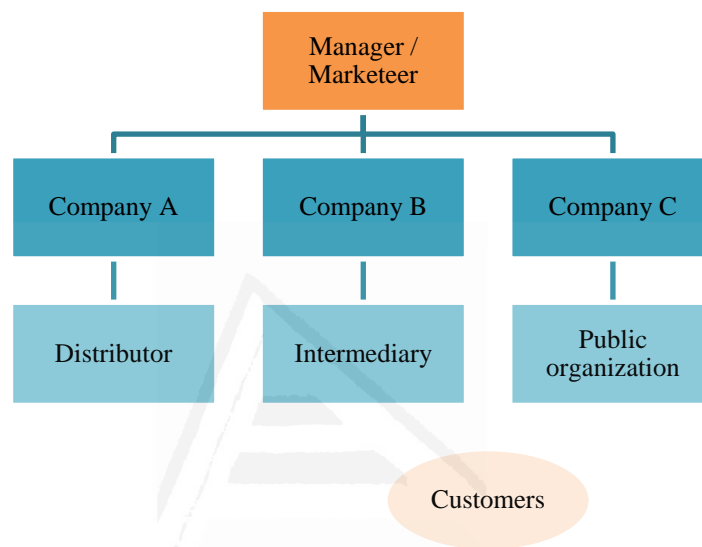 Manager /
Marketeer
Company A
Company B
Company C
Distributor
Intermediary
Public
organization
Customers